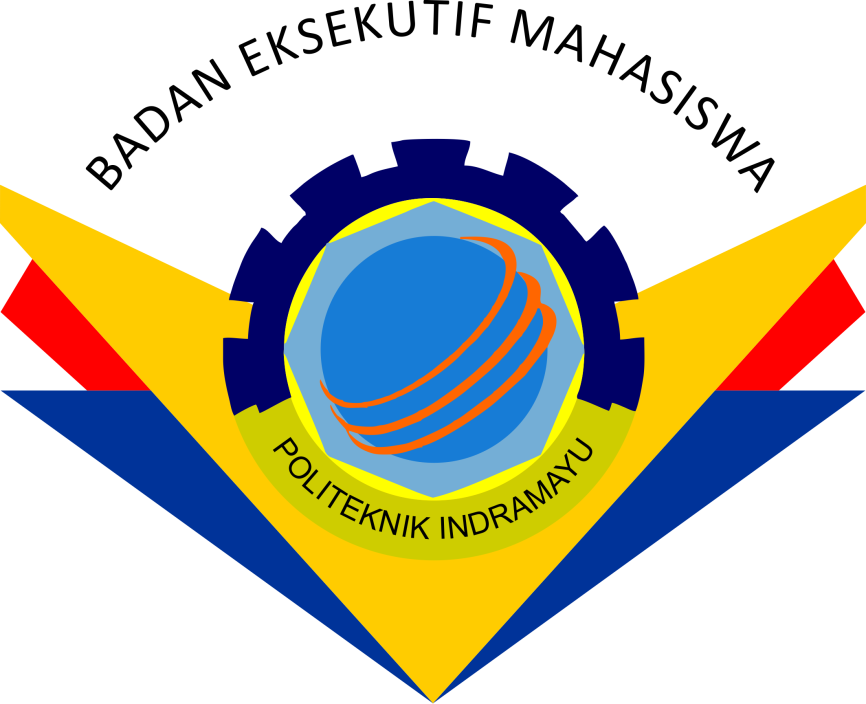 BADAN EKSEKUTIF MAHASISWA
POLITEKNIK INDRAMAYU